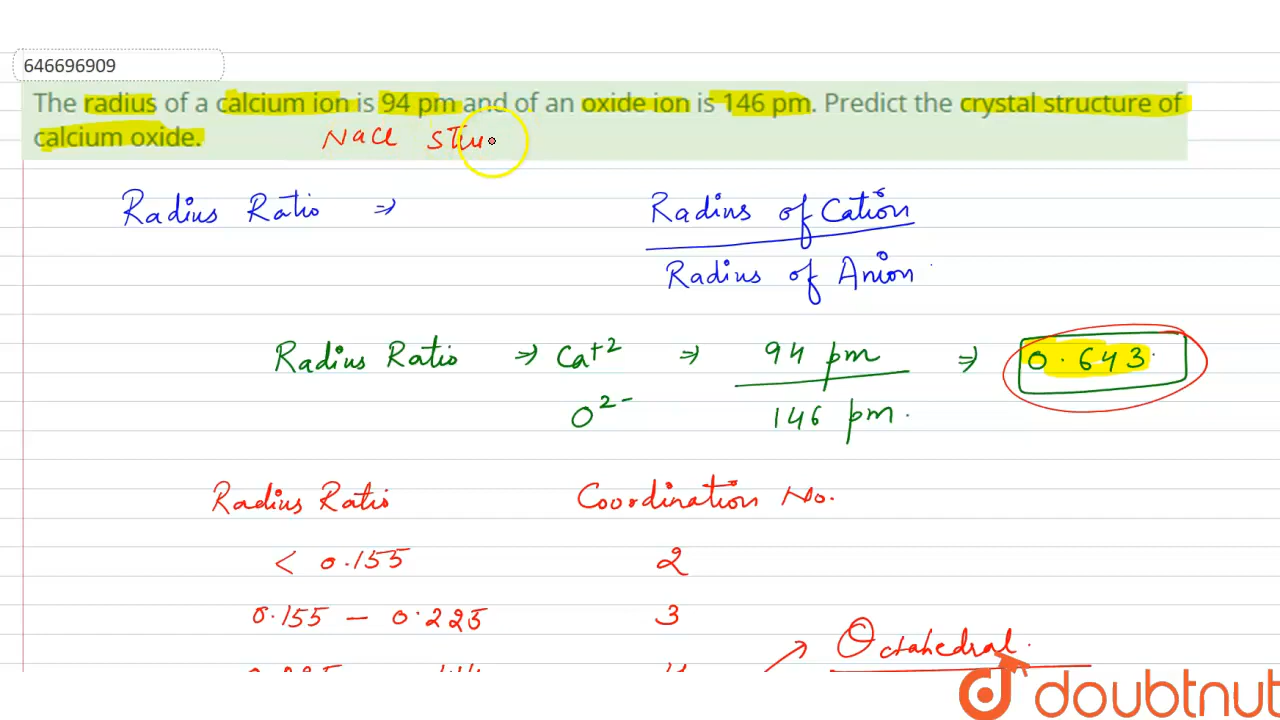 646696909
The radius of a calcium ion is 94 pm and of an oxide ion is 146 pm. Predict the crystal structure of
calcium oxide. NaCl Stru
Radius Ratio ⇒ Radius of Cation
Radius of Anion
Radius Ratio ⇒ Ca+2 ⇒ 94 pm ⇒ 0.643
O2- 146 pm.
Radius Ratio Coordination No.
< 0.155 2
0.155 - 0.225 3
Octahedral.
doubtnut